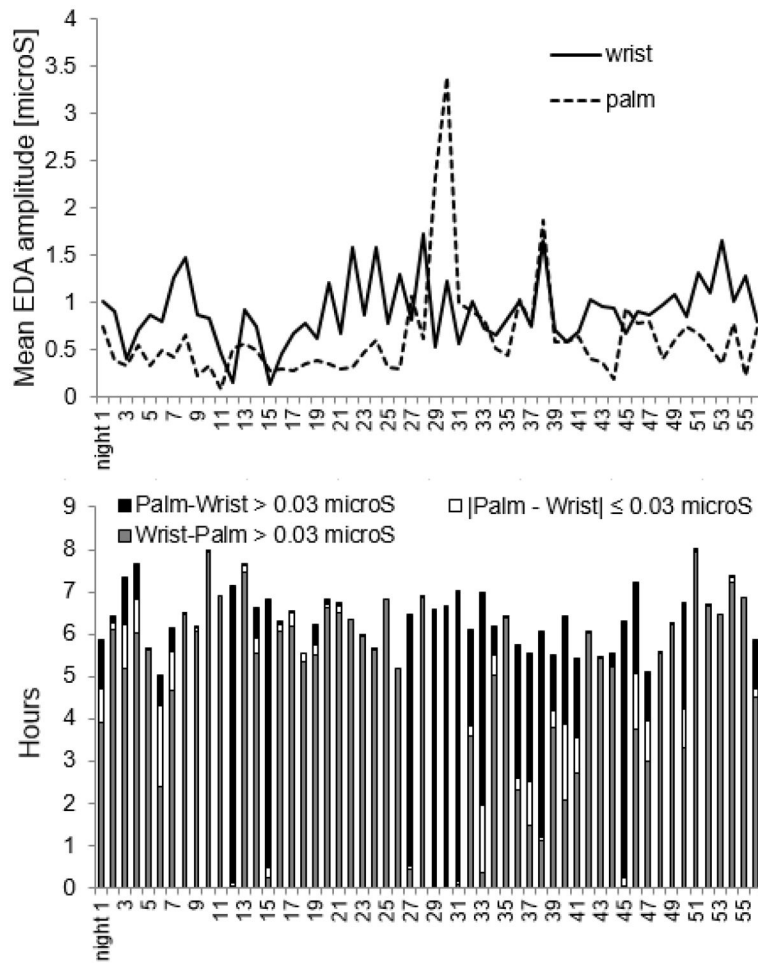 4
3.5
3
2.5
2
1.5
1
0.5
0
Mean EDA amplitude [microS]
wrist
palm
night 1 3 5 7 9 11 13 15 17 19 21 23 25 27 29 31 33 35 37 39 41 43 45 47 49 51 53 55
Palm-Wrist > 0.03 microS |Palm - Wrist| ≤ 0.03 microS
Wrist-Palm > 0.03 microS
9
8
7
6
5
4
3
2
1
0
Hours
night 1 3 5 7 9 11 13 15 17 19 21 23 25 27 29 31 33 35 37 39 41 43 45 47 49 51 53 55